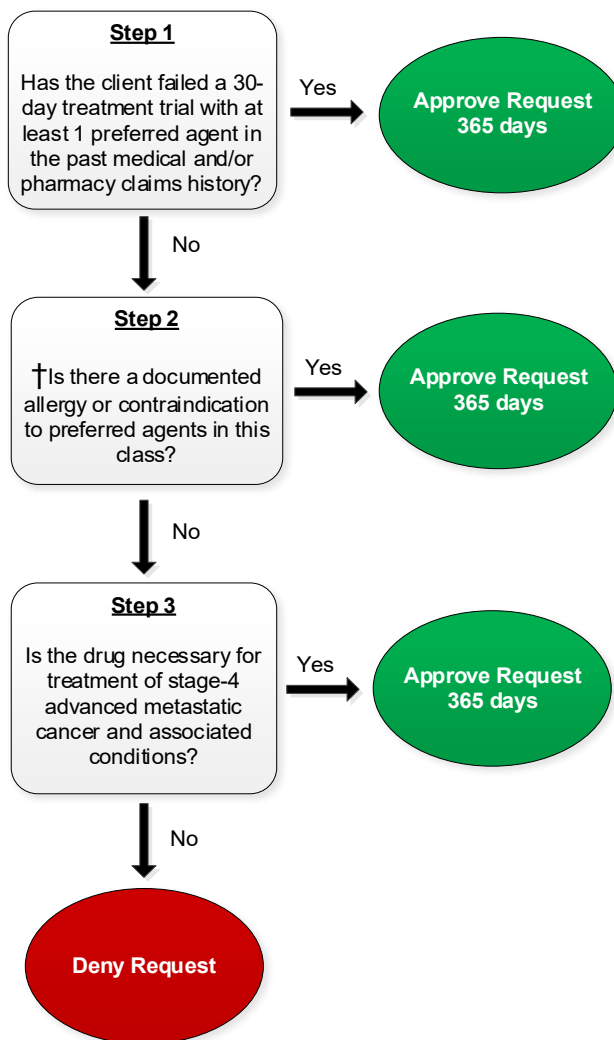 Step 1
Has the client failed a 30-
day treatment trial with at
least 1 preferred agent in
the past medical and/or
pharmacy claims history?
Yes
Approve Request
365 days
No
Step 2
†Is there a documented
allergy or contraindication
to preferred agents in this
class?
Yes
Approve Request
365 days
No
Step 3
Is the drug necessary for
treatment of stage-4
advanced metastatic
cancer and associated
conditions?
Yes
Approve Request
365 days
No
Deny Request